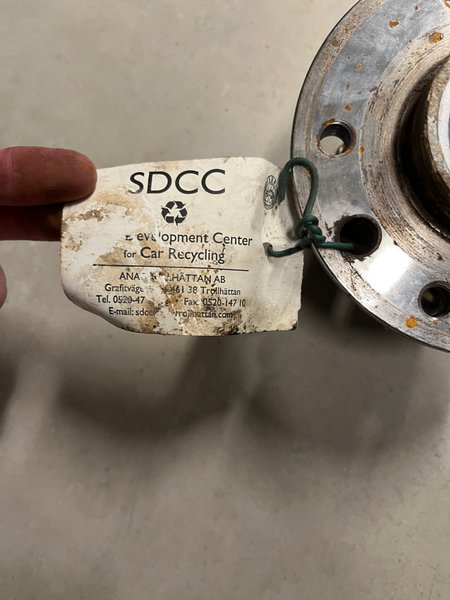 SDCC
Development Center
for Car Recycling
ANA HÄTTAN AB
Grafitväg 461 38 Trollhättan
Tel. 0520-47 Fax. 0520-147 10
E-mail: sdcc trollhattan.com